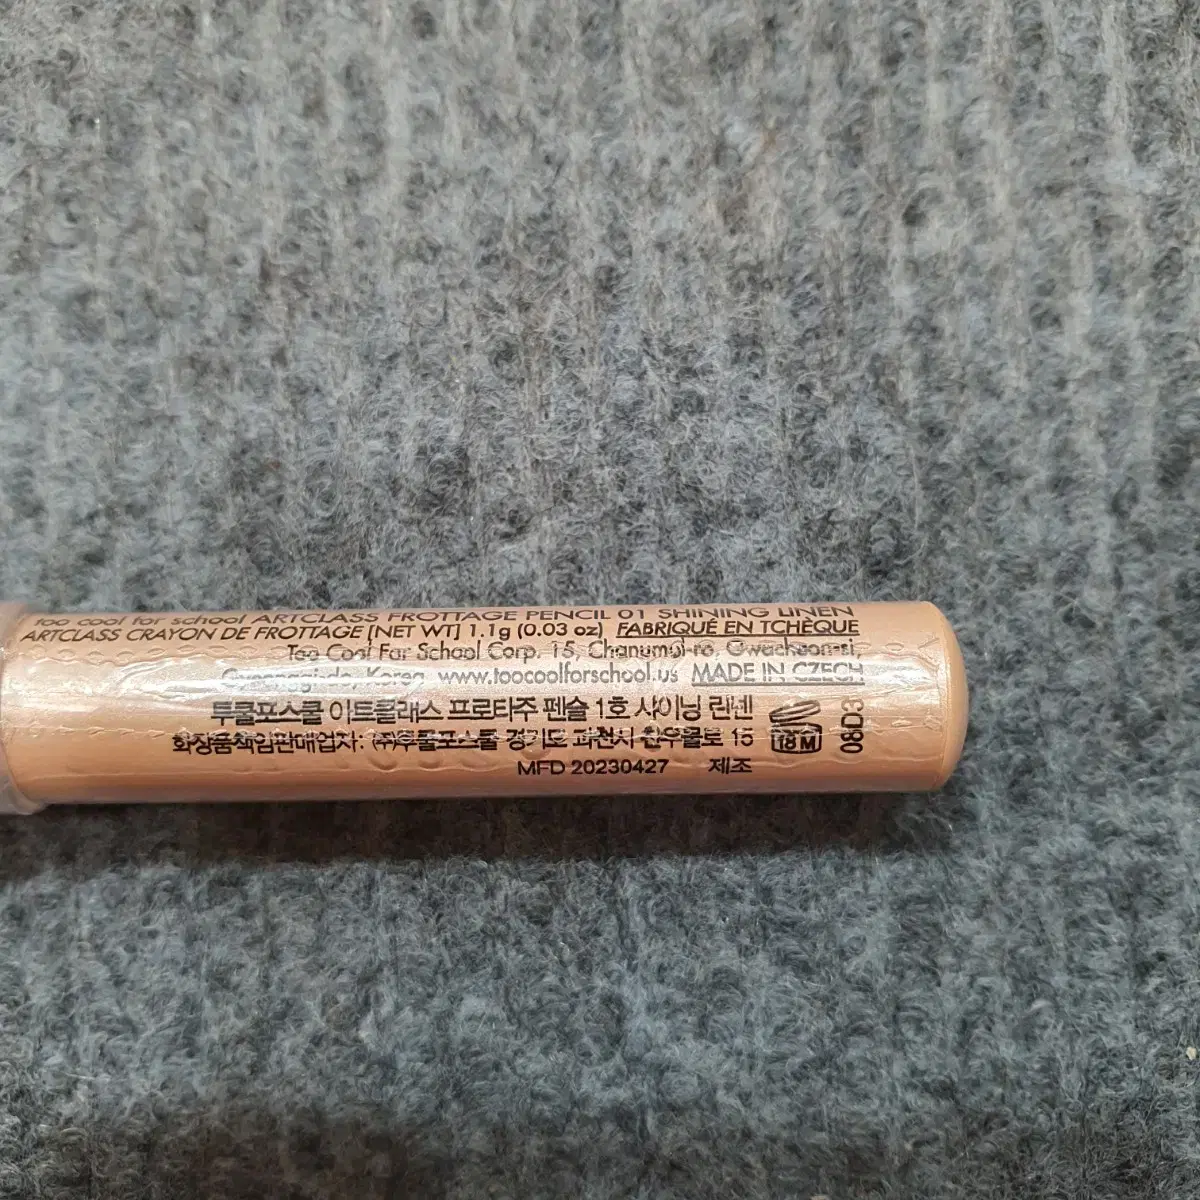 too cool for school ARTCLASS FROTTAGE PENCIL 01 SHINING LINEN
ARTCLASS CRAYON DE FROTTAGE [NET WT] 1.1g (0.03 oz) FABRIQUÉ EN TCHÈQUE
Too Cool For School Corp. 15, Chanumul-ro, Gwacheon-si,
Gyeonggi-do, Korea www.toocoolforschool.us MADE IN CZECH
투쿨포스쿨 아트클래스 프로타주 펜슬 1호 샤이닝 린넨
화장품책임판매업자: ㈜투쿨포스쿨 경기도 과천시 찬우물로 15
MFD 20230427 제조
18M
08D3